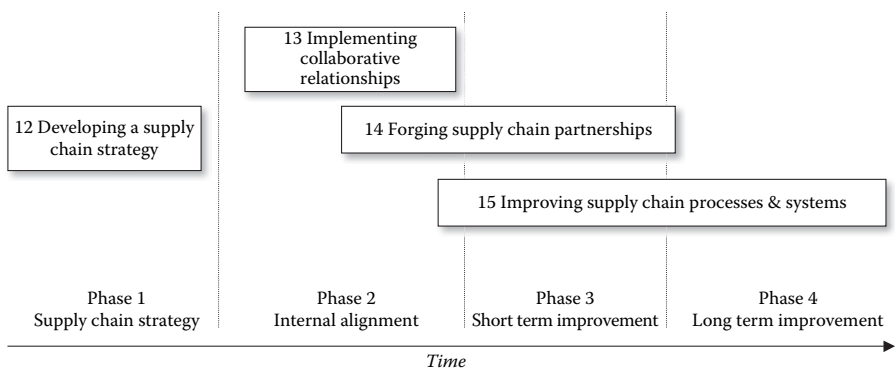 13 Implementing
collaborative
relationships
12 Developing a supply
chain strategy
14 Forging supply chain partnerships
15 Improving supply chain processes & systems
Phase 1
Supply chain strategy
Phase 2
Internal alignment
Phase 3
Short term improvement
Phase 4
Long term improvement
Time